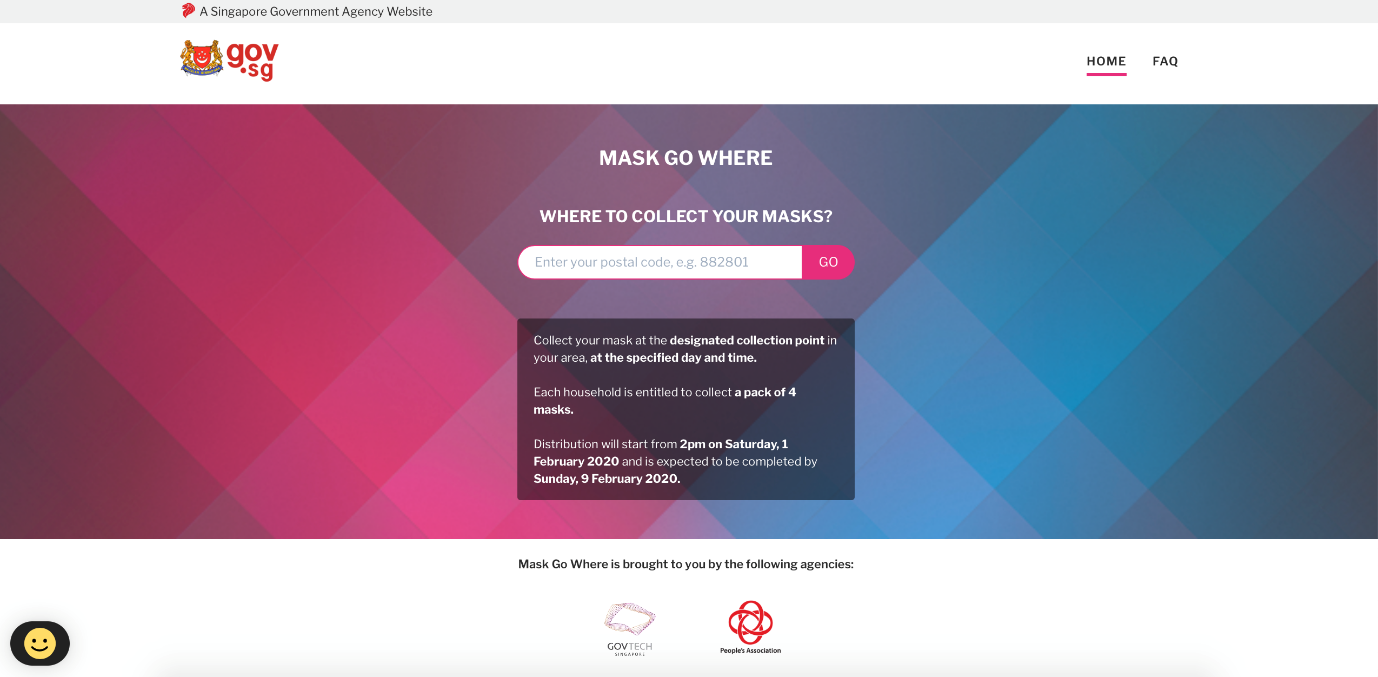 A Singapore Government Agency Website
gov
.sg
HOME
FAQ
MASK GO WHERE
WHERE TO COLLECT YOUR MASKS?
Enter your postal code, e.g. 882801
GO
Collect your mask at the designated collection point in
your area, at the specified day and time.
Each household is entitled to collect a pack of 4
masks.
Distribution will start from 2pm on Saturday, 1
February 2020 and is expected to be completed by
Sunday, 9 February 2020.
Mask Go Where is brought to you by the following agencies:
GOVTECH
SINGAPORE
People's Association